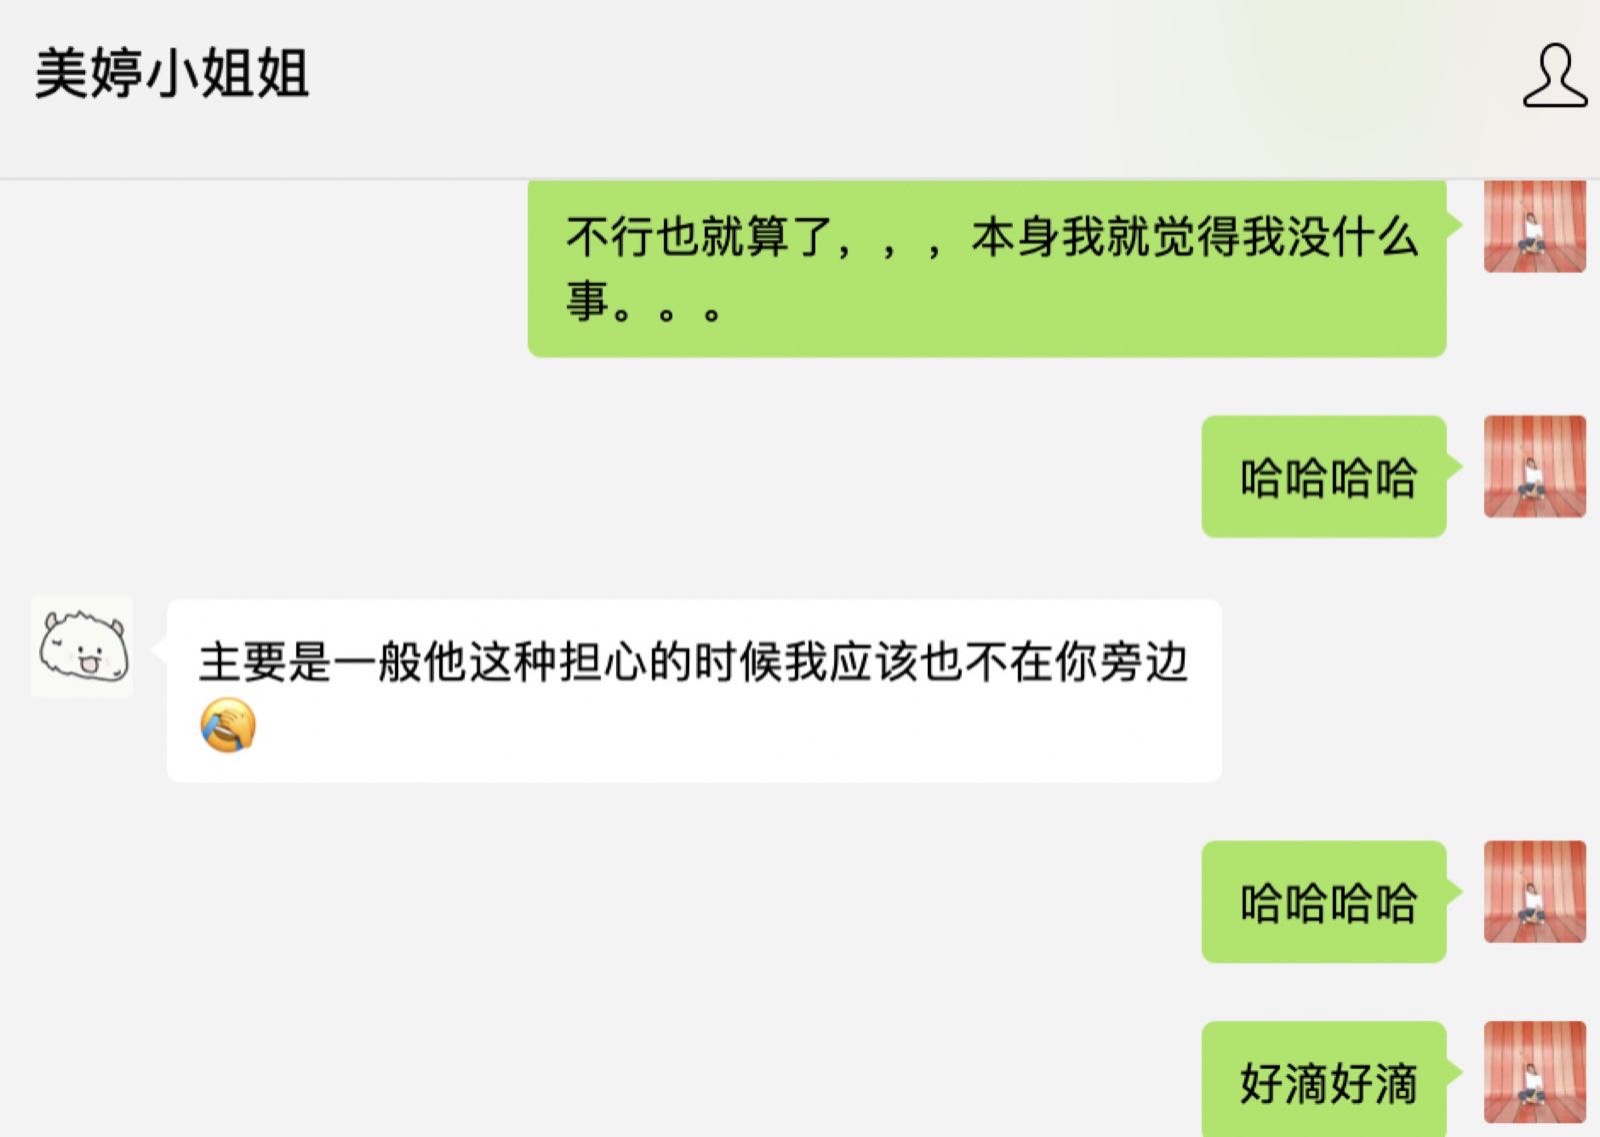 美婷小姐姐
不行也就算了，，，本身我就觉得我没什么
事。。。
哈哈哈哈
主要是一般他这种担心的时候我应该也不在你旁边
哈哈哈哈
好滴好滴